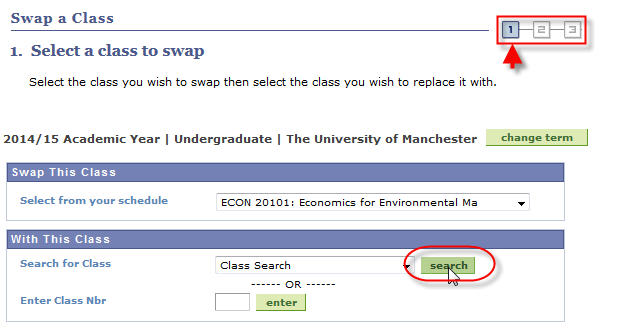 Swap a Class
1 2 3
1. Select a class to swap
Select the class you wish to swap then select the class you wish to replace it with.
2014/15 Academic Year | Undergraduate | The University of Manchester change term
Swap This Class
Select from your schedule ECON 20101: Economics for Environmental Ma
With This Class
Search for Class Class Search search
------ OR ------
Enter Class Nbr enter